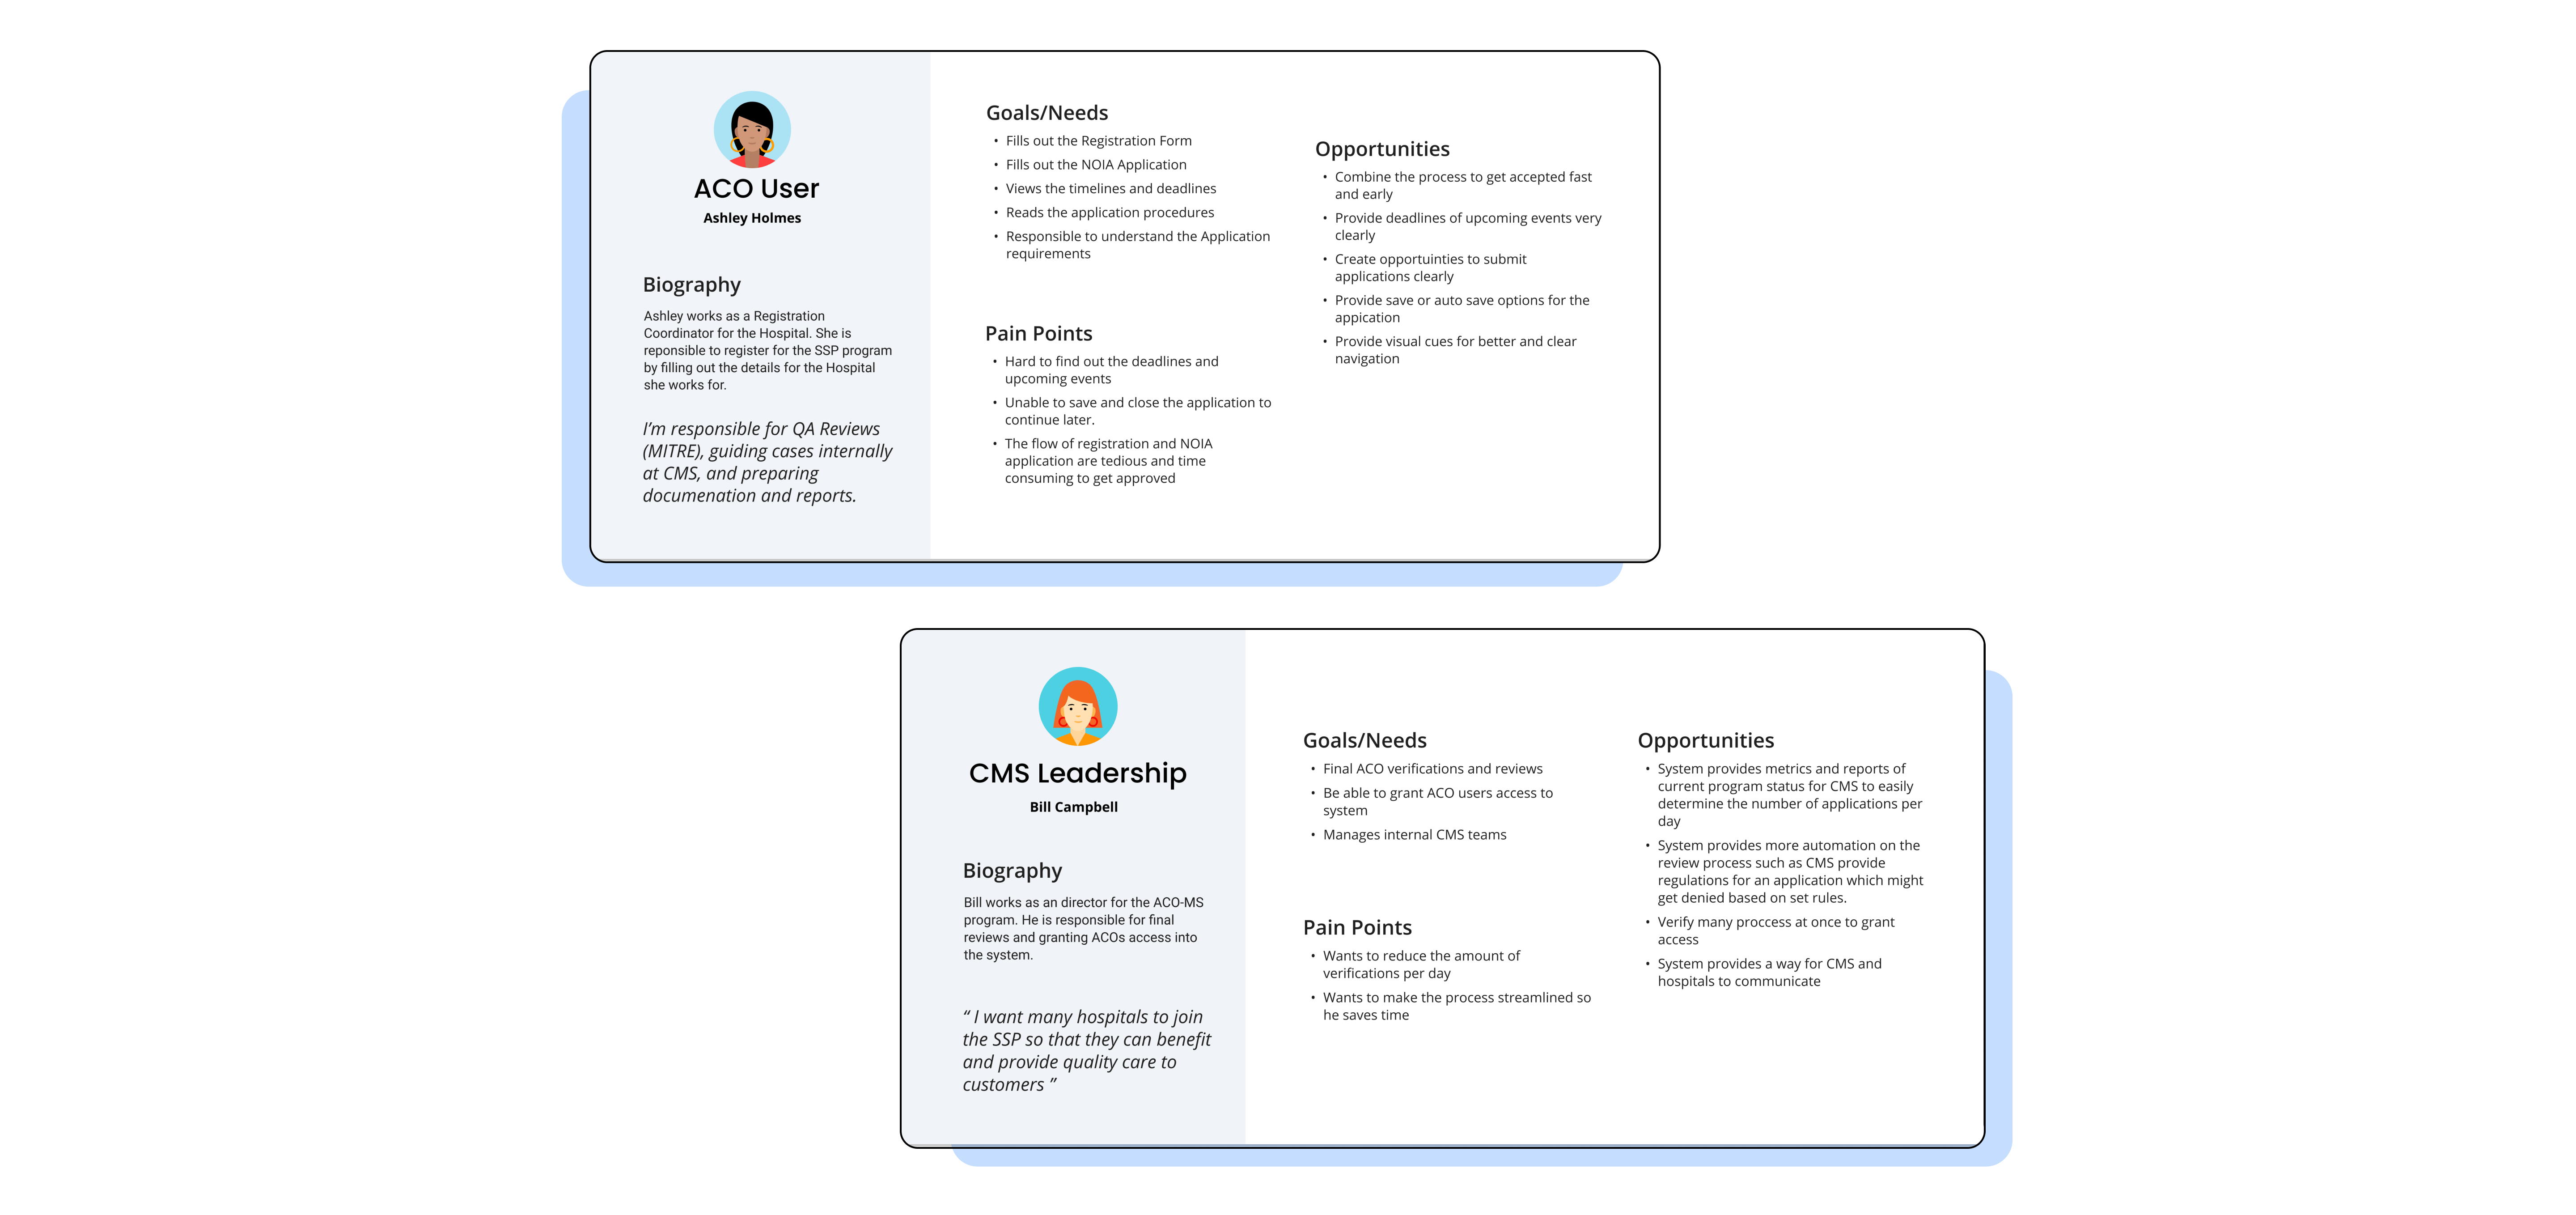 ACO User
Ashley Holmes
Biography
Ashley works as a Registration
Coordinator for the Hospital. She is
reponsible to register for the SSP program
by filling out the details for the Hospital
she works for.
I’m responsible for QA Reviews
(MITRE), guiding cases internally
at CMS, and preparing
documenation and reports.
Goals/Needs
• Fills out the Registration Form
• Fills out the NOIA Application
• Views the timelines and deadlines
• Reads the application procedures
• Responsible to understand the Application
requirements
Pain Points
• Hard to find out the deadlines and
upcoming events
• Unable to save and close the application to
continue later.
• The flow of registration and NOIA
application are tedious and time
consuming to get approved
Opportunities
• Combine the process to get accepted fast
and early
• Provide deadlines of upcoming events very
clearly
• Create opportuinties to submit
applications clearly
• Provide save or auto save options for the
appication
• Provide visual cues for better and clear
navigation
CMS Leadership
Bill Campbell
Biography
Bill works as an director for the ACO-MS
program. He is responsible for final
reviews and granting ACOs access into
the system.
“ I want many hospitals to join
the SSP so that they can benefit
and provide quality care to
customers ”
Goals/Needs
• Final ACO verifications and reviews
• Be able to grant ACO users access to
system
• Manages internal CMS teams
Pain Points
• Wants to reduce the amount of
verifications per day
• Wants to make the process streamlined so
he saves time
Opportunities
• System provides metrics and reports of
current program status for CMS to easily
determine the number of applications per
day
• System provides more automation on the
review process such as CMS provide
regulations for an application which might
get denied based on set rules.
• Verify many proccess at once to grant
access
• System provides a way for CMS and
hospitals to communicate